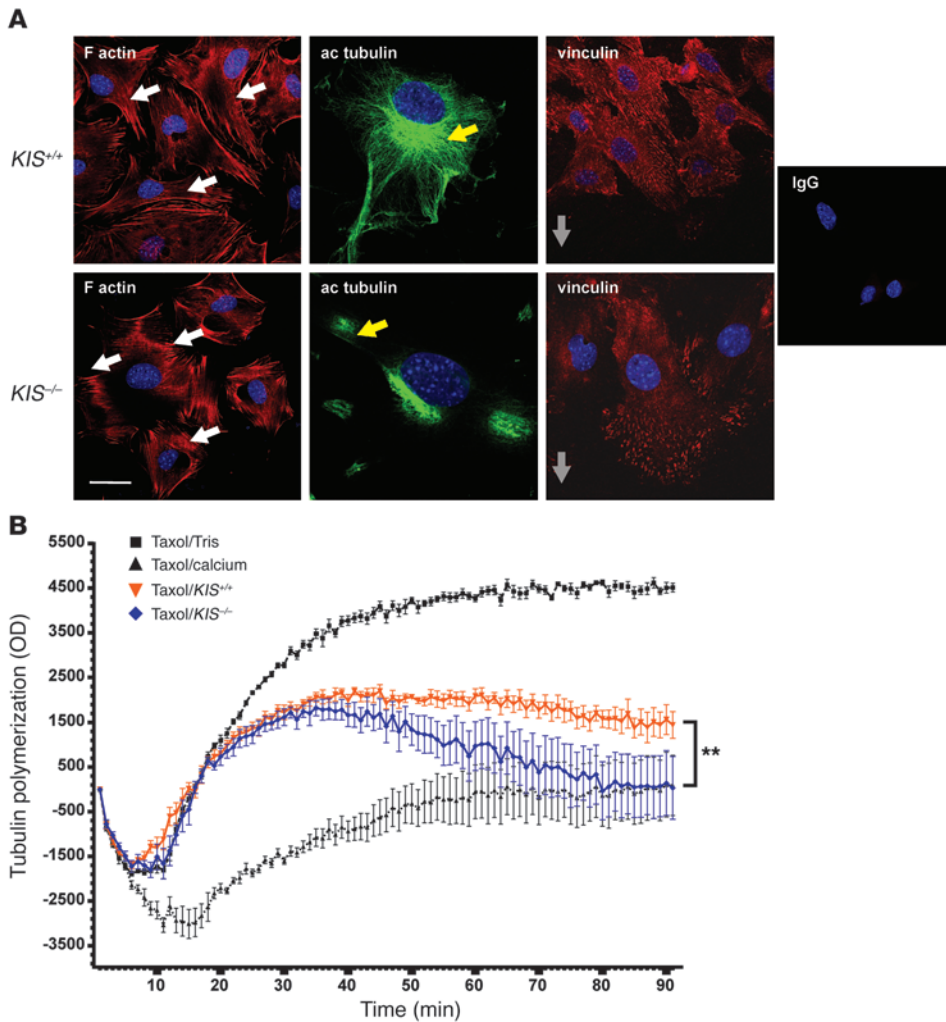 A
F actin
ac tubulin
vinculin
KIS+/+
IgG
F actin
ac tubulin
vinculin
KIS–/–
B
Taxol/Tris
Taxol/calcium
Taxol/KIS+/+
Taxol/KIS–/–
5500
4500
3500
2500
1500
500
-500
-1500
-2500
-3500
Tubulin polymerization (OD)
**
10 20 30 40 50 60 70 80 90
Time (min)